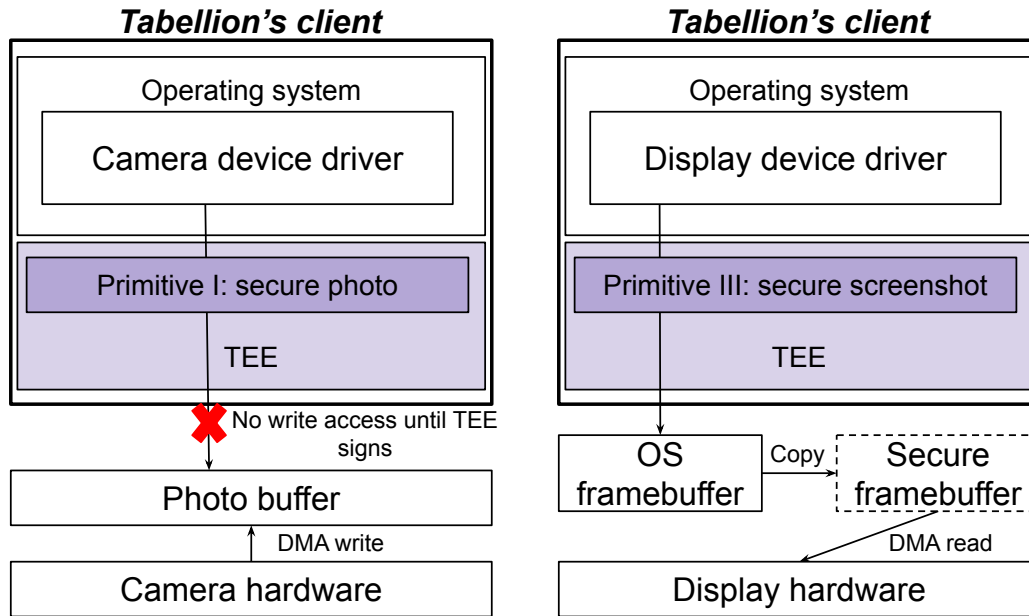 Tabellion's client
Operating system
Camera device driver
Primitive I: secure photo
TEE
No write access until TEE
signs
Photo buffer
DMA write
Camera hardware
Tabellion's client
Operating system
Display device driver
Primitive III: secure screenshot
TEE
OS
framebuffer
Copy
Secure
framebuffer
DMA read
Display hardware